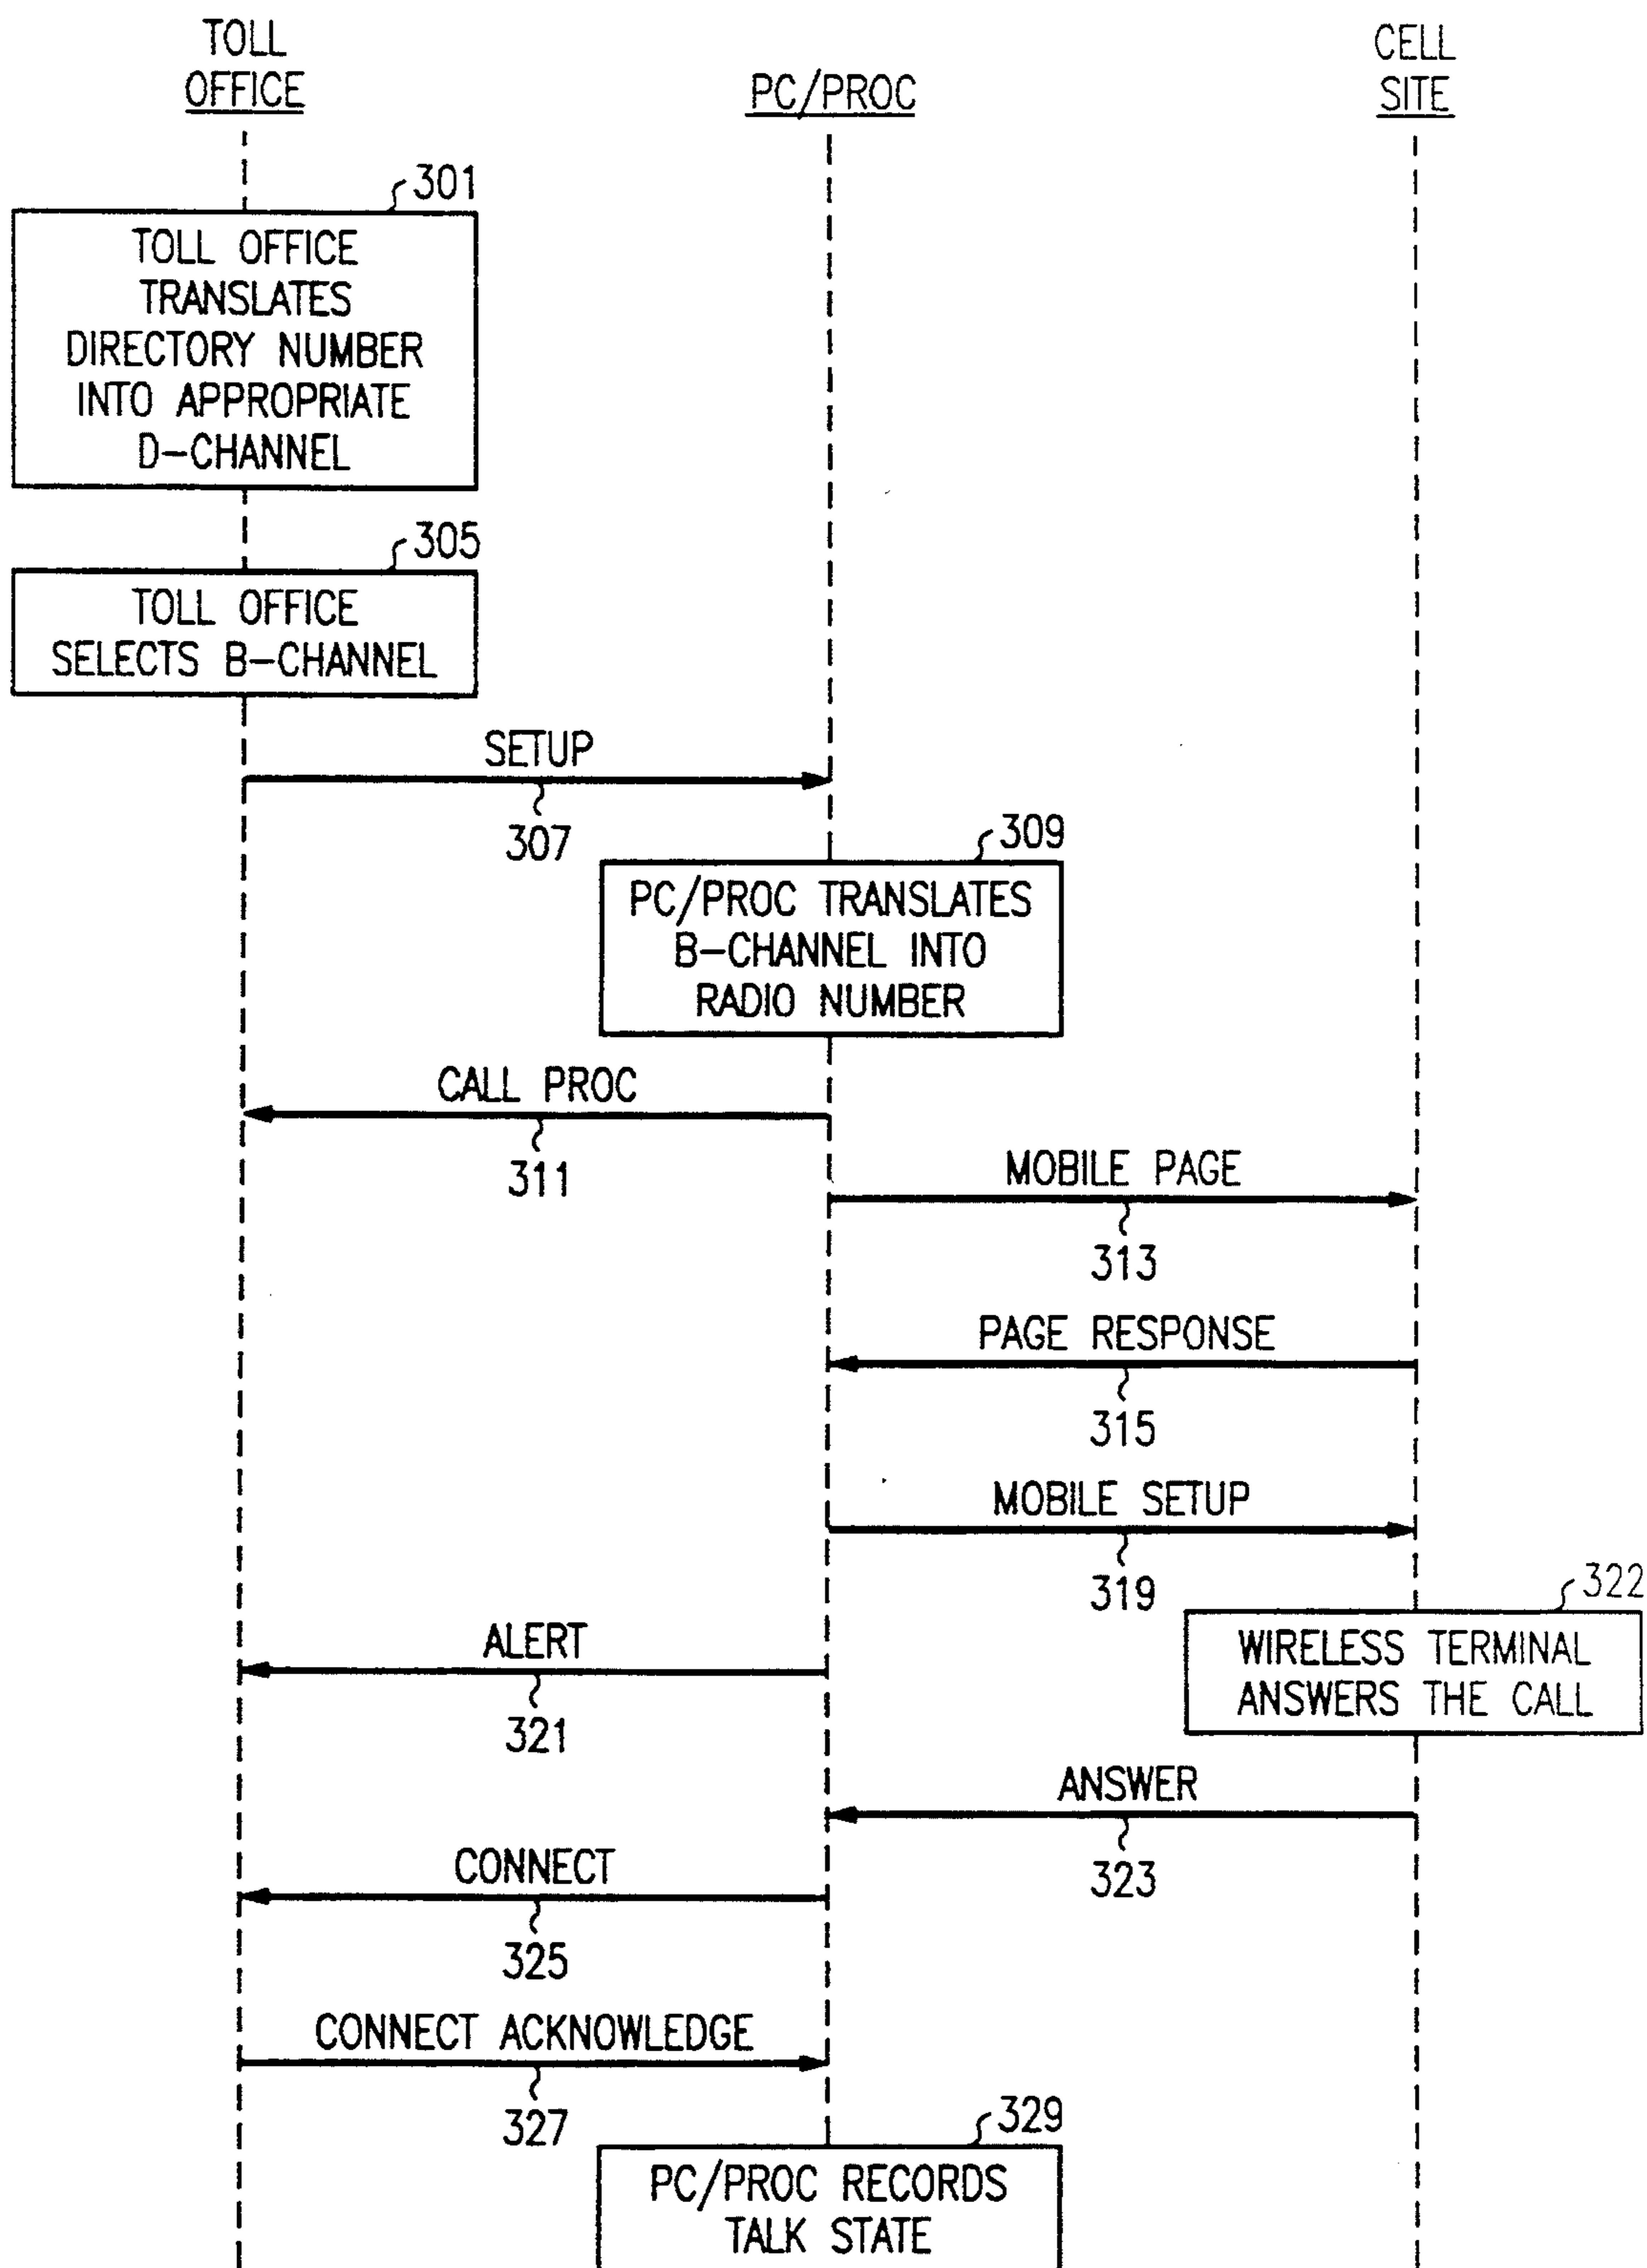 TOLL
OFFICE
PC/PROC
CELL
SITE
301
TOLL OFFICE
TRANSLATES
DIRECTORY NUMBER
INTO APPROPRIATE
D-CHANNEL
305
TOLL OFFICE
SELECTS B-CHANNEL
SETUP
307
309
PC/PROC TRANSLATES
B-CHANNEL INTO
RADIO NUMBER
CALL PROC
311
MOBILE PAGE
313
PAGE RESPONSE
315
MOBILE SETUP
319
322
WIRELESS TERMINAL
ANSWERS THE CALL
ALERT
321
ANSWER
323
CONNECT
325
CONNECT ACKNOWLEDGE
327
329
PC/PROC RECORDS
TALK STATE